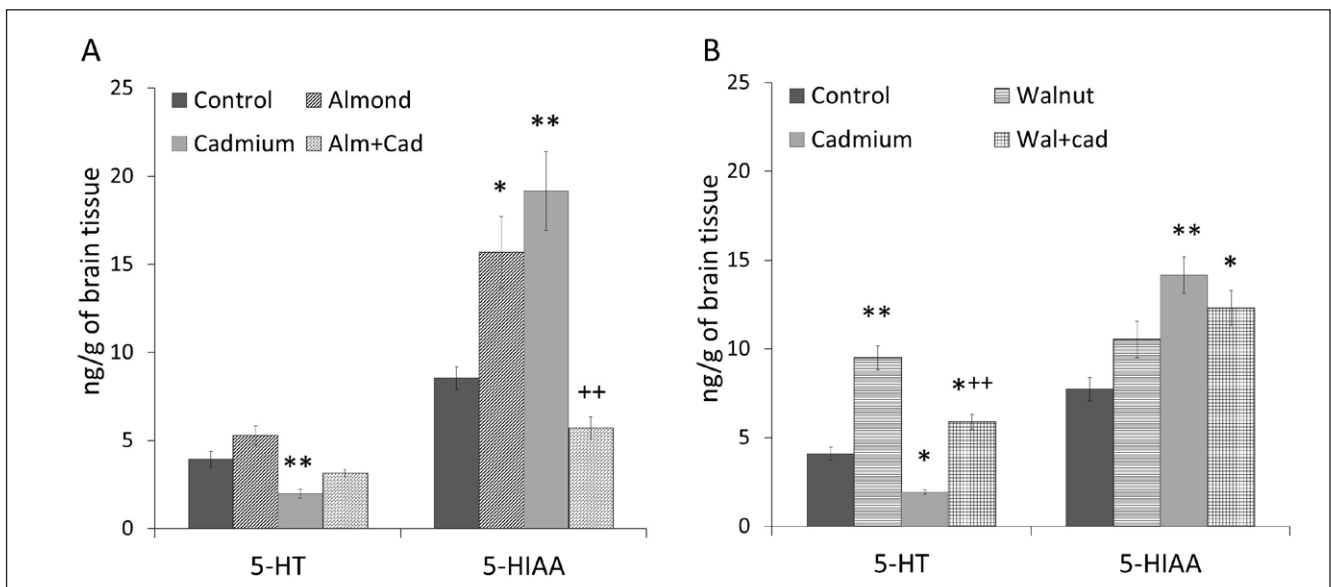 A
25
20
15
10
5
0
ng/g of brain tissue
Control Almond
Cadmium Alm+Cad
**
*
**
++
5-HT 5-HIAA
B
25
20
15
10
5
0
ng/g of brain tissue
Control Walnut
Cadmium Wal+cad
**
*
**
*
*++
5-HT 5-HIAA